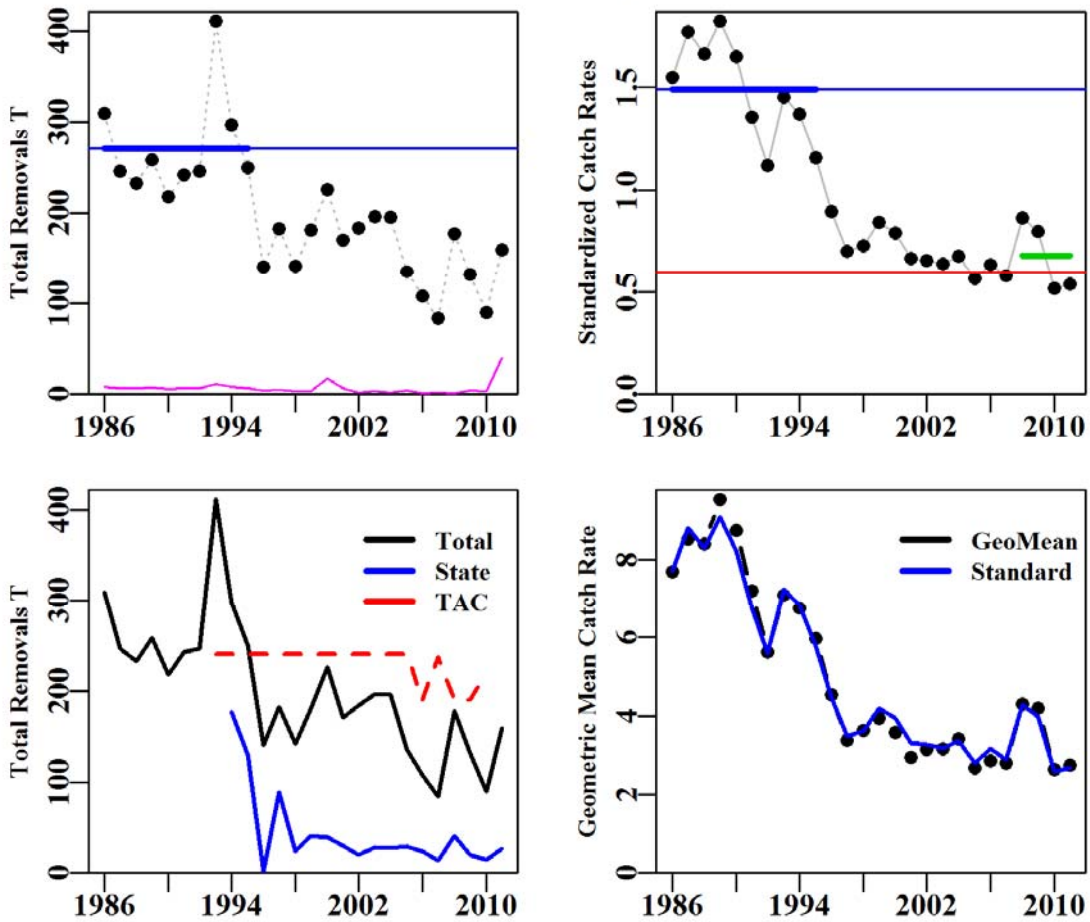 Total Removals T
400
300
200
100
0
1986 1994 2002 2010
Standardized Catch Rates
1.5
1.0
0.5
0.0
1986 1994 2002 2010
Total Removals T
400
300
200
100
0
Total
State
TAC
1986 1994 2002 2010
Geometric Mean Catch Rate
8
6
4
2
0
GeoMean
Standard
1986 1994 2002 2010